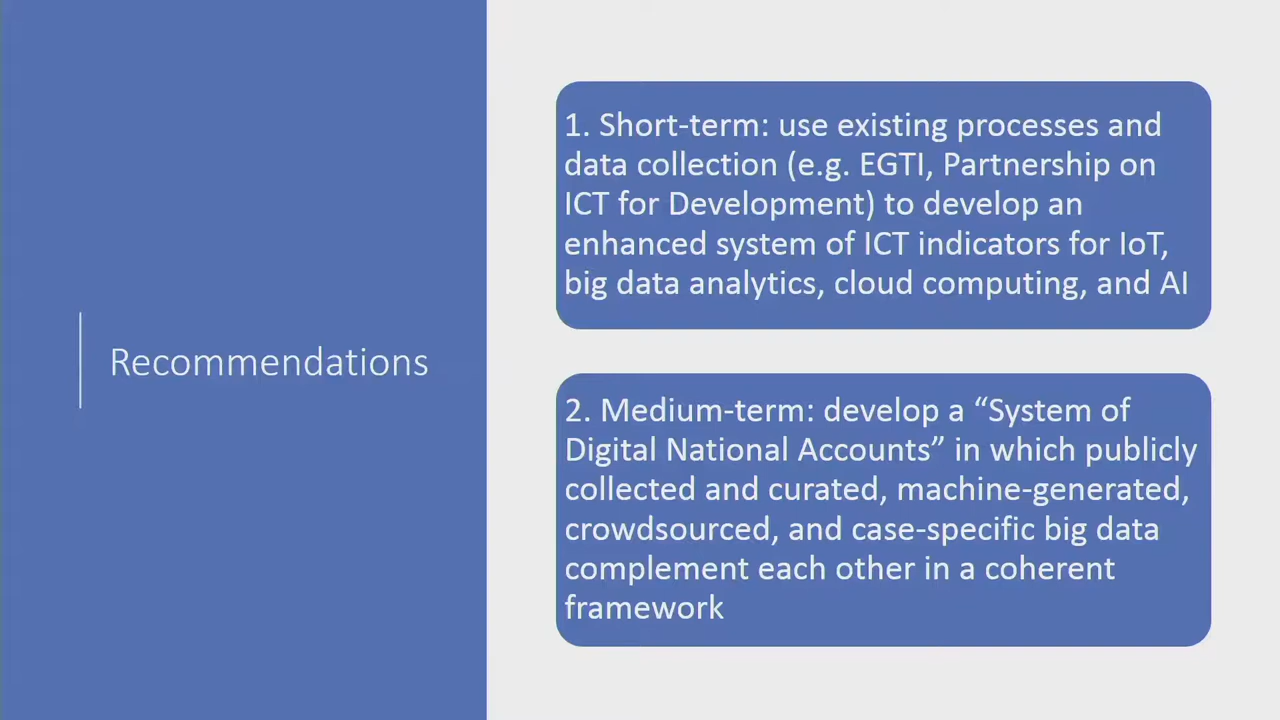 Recommendations
1. Short-term: use existing processes and
data collection (e.g. EGTI, Partnership on
ICT for Development) to develop an
enhanced system of ICT indicators for IoT,
big data analytics, cloud computing, and AI
2. Medium-term: develop a “System of
Digital National Accounts” in which publicly
collected and curated, machine-generated,
crowdsourced, and case-specific big data
complement each other in a coherent
framework